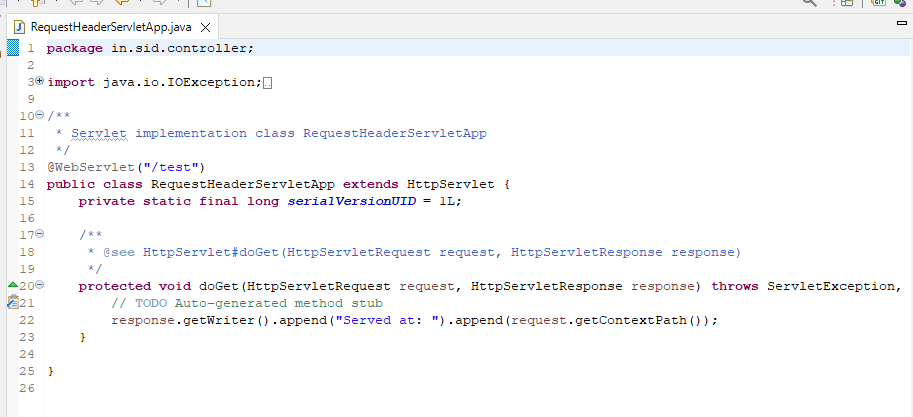 RequestHeaderServletApp.java
1 package in.sid.controller;
2
3 import java.io.IOException;
9
10 /**
11 * Servlet implementation class RequestHeaderServletApp
12 */
13 @WebServlet("/test")
14 public class RequestHeaderServletApp extends HttpServlet {
15 private static final long serialVersionUID = 1L;
16
17 /**
18 * @see HttpServlet#doGet(HttpServletRequest request, HttpServletResponse response)
19 */
20 protected void doGet(HttpServletRequest request, HttpServletResponse response) throws ServletException,
21 // TODO Auto-generated method stub
22 response.getWriter().append("Served at: ").append(request.getContextPath());
23 }
24
25 }
26